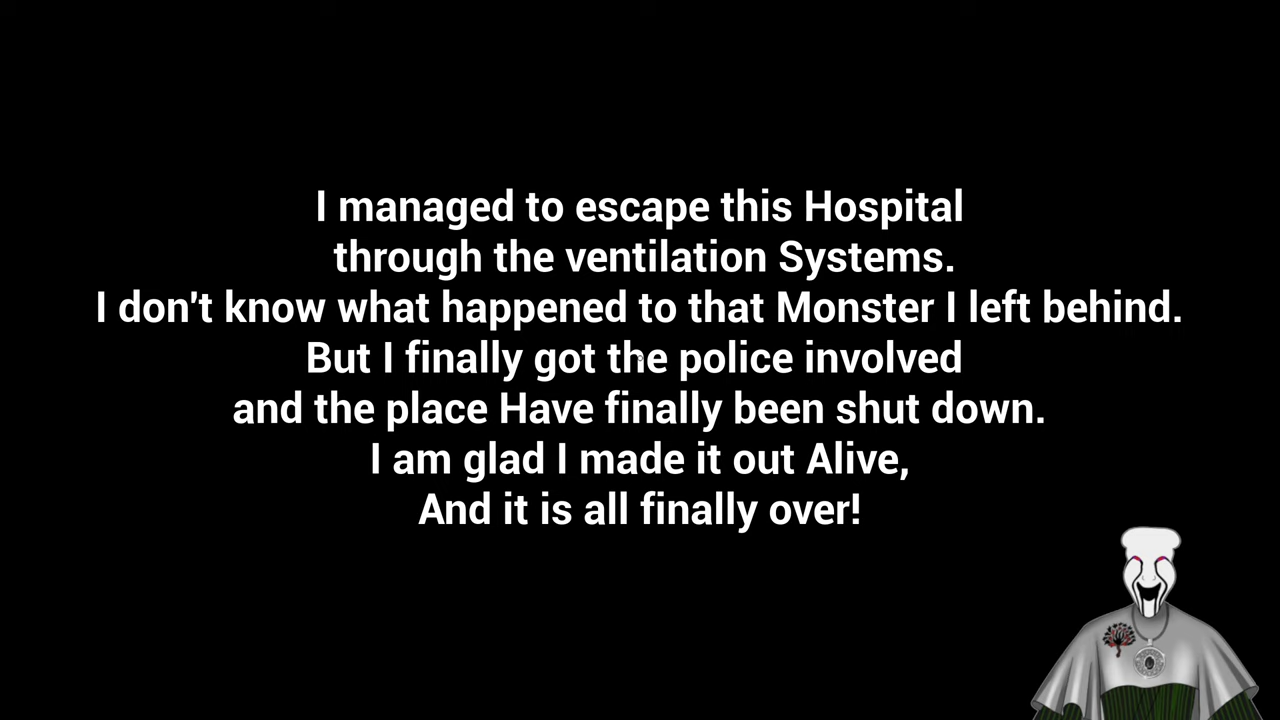 I managed to escape this Hospital
through the ventilation Systems.
I don't know what happened to that Monster I left behind.
But I finally got the police involved
and the place Have finally been shut down.
I am glad I made it out Alive,
And it is all finally over!